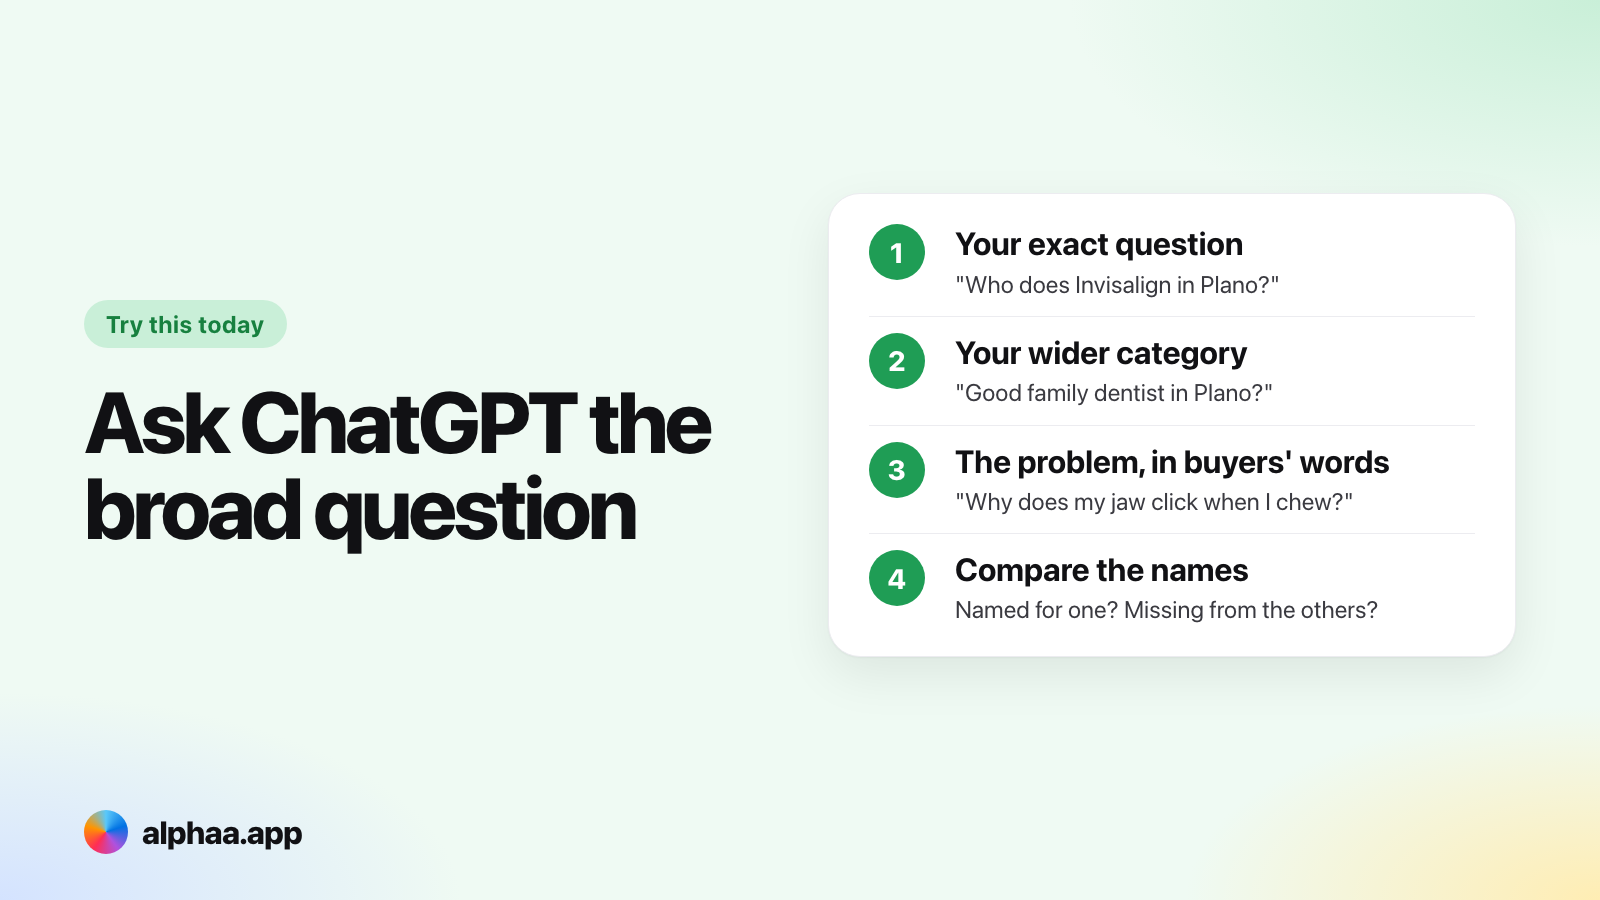 Try this today
Ask ChatGPT the
broad question
1
Your exact question
"Who does Invisalign in Plano?"
2
Your wider category
"Good family dentist in Plano?"
3
The problem, in buyers' words
"Why does my jaw click when I chew?"
4
Compare the names
Named for one? Missing from the others?
alphaa.app